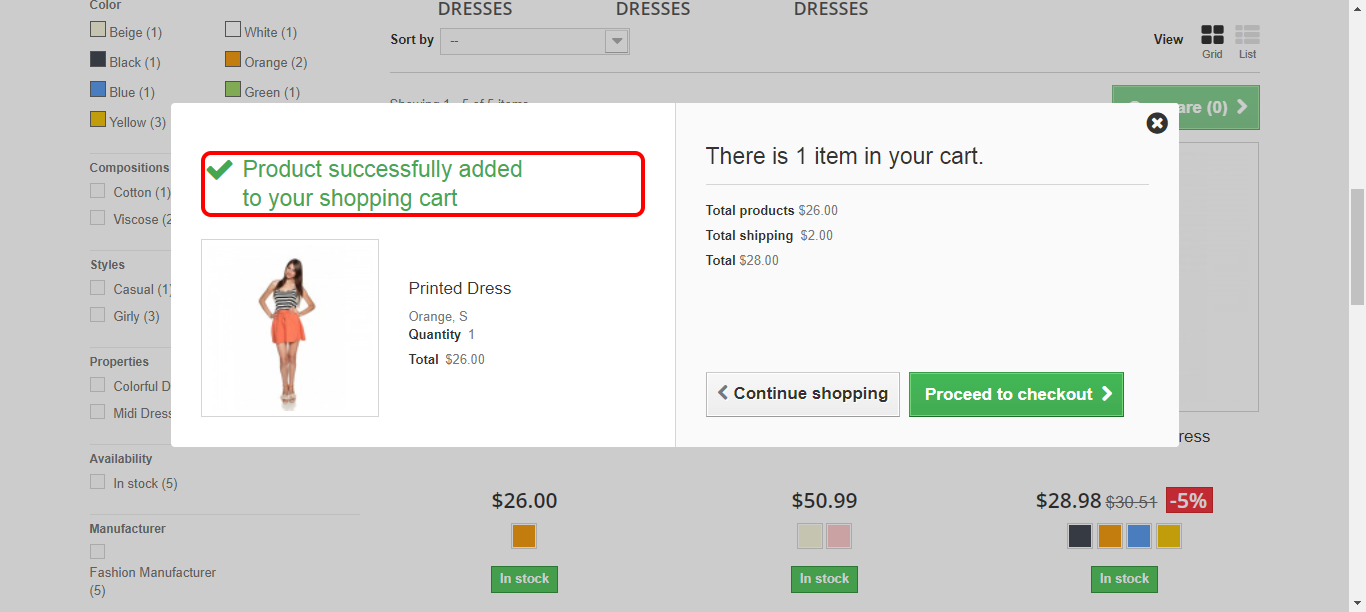 Color
Beige (1)
White (1)
Black (1)
Orange (2)
Blue (1)
Green (1)
Yellow (3)
Compositions
Cotton (1)
Viscose (2
Styles
Casual (1)
Girly (3)
Properties
Colorful D
Midi Dress
Availability
In stock (5)
Manufacturer
Fashion Manufacturer
(5)
DRESSES DRESSES DRESSES
Sort by --
View
Grid List
Showing 1 - 5 of 5 items
are (0)
Product successfully added
to your shopping cart
Printed Dress
Orange, S
Quantity 1
Total $26.00
There is 1 item in your cart.
Total products $26.00
Total shipping $2.00
Total $28.00
Continue shopping
Proceed to checkout
ress
$26.00
$50.99
$28.98 $30.51 -5%
In stock
In stock
In stock